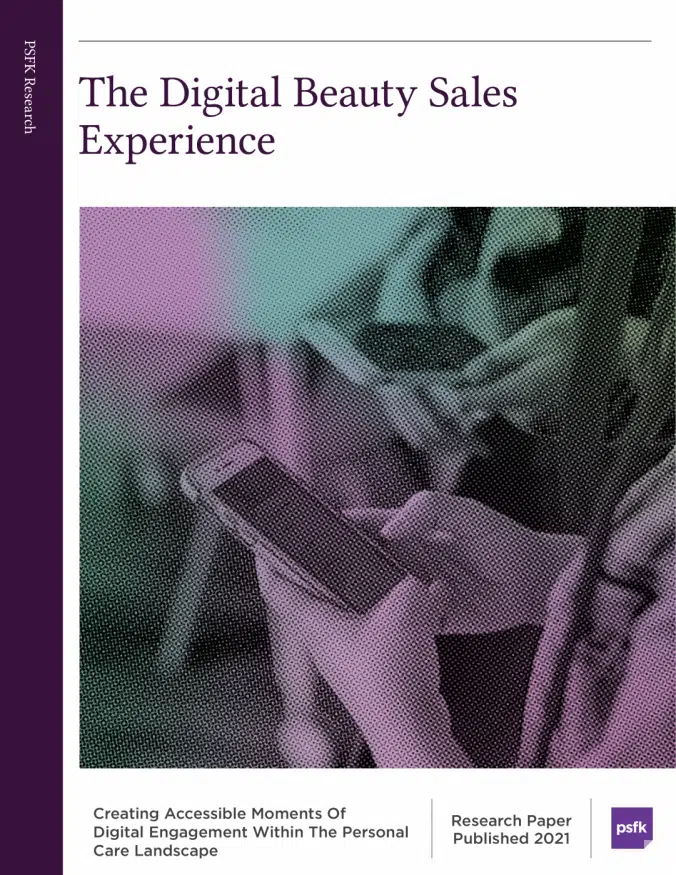 PSFK Research
The Digital Beauty Sales
Experience
Creating Accessible Moments Of
Digital Engagement Within The Personal
Care Landscape
Research Paper
Published 2021
psfk